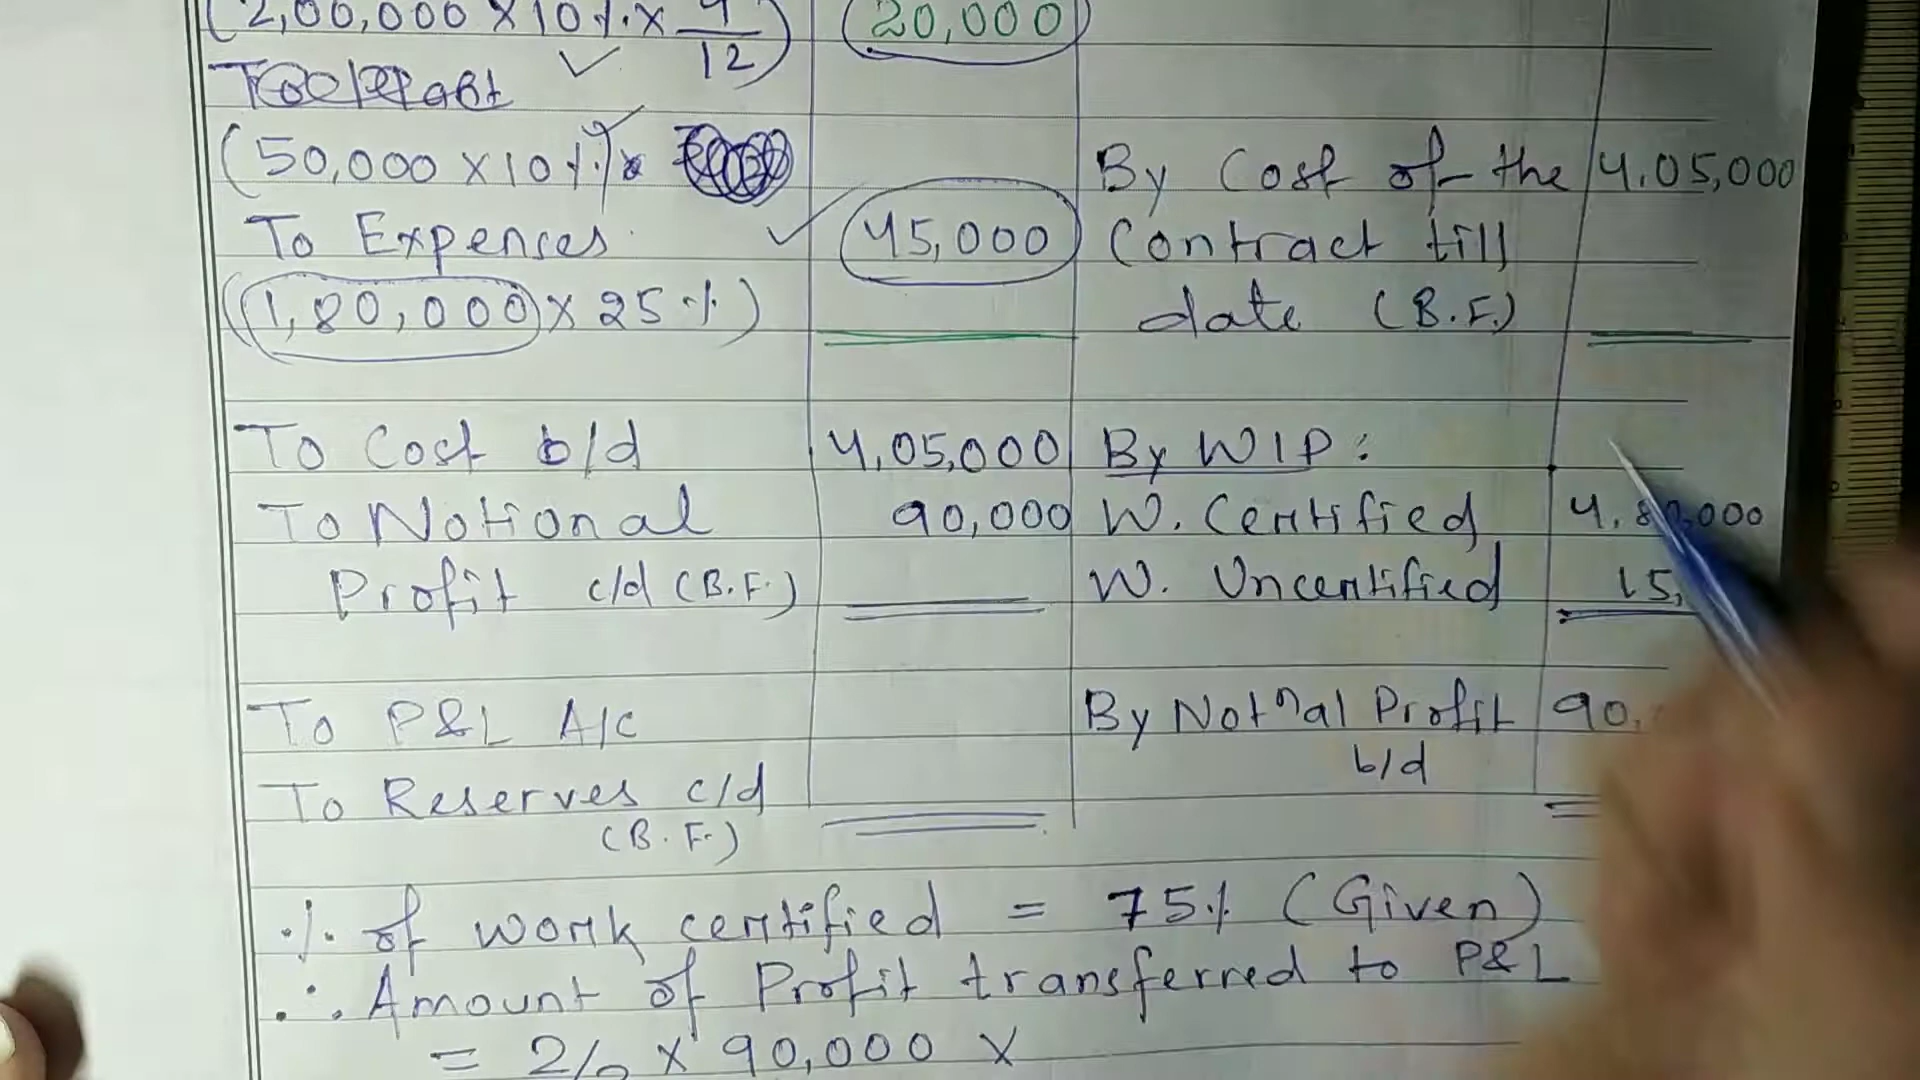 (2,00,000 × 10% × 9/12) 20,000
(50,000 × 10%) ×
By Cost of the 4,05,000
To Expenses 45,000 Contract till
(1,80,000 × 25%) date (B.F.)
To Cost b/d 4,05,000 By WIP:
To Notional 90,000 W. Certified
Profit c/d (B.F.) W. Uncertified 15,
To P&L A/c By Notnal Profit 90,
b/d
To Reserves c/d
(B.F.)
% of work certified = 75% (Given)
∴ Amount of Profit transferred to P&L
= 2/ × 90,000 ×